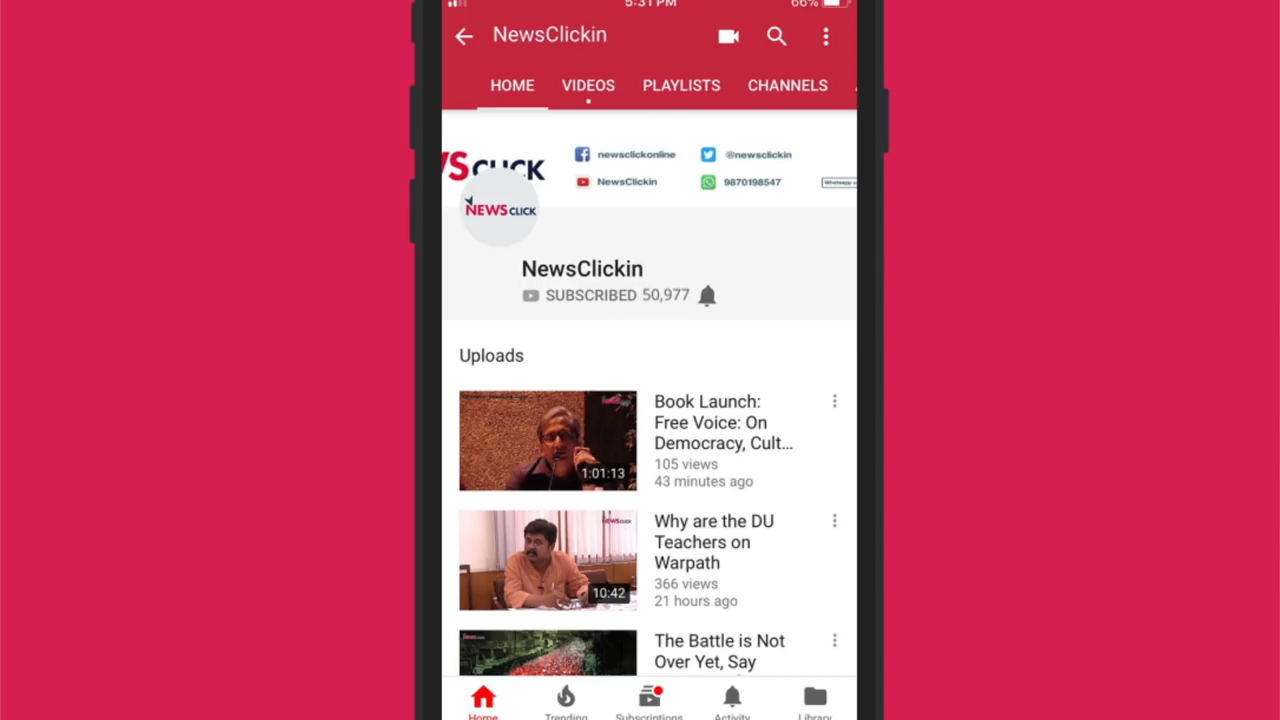 5:31 PM
66%
NewsClickin
HOME VIDEOS PLAYLISTS CHANNELS
S CLICK
newsclickonline
@newsclickin
NewsClickin
9870198547
Whatsapp
NEWS CLICK
NewsClickin
SUBSCRIBED 50,977
Uploads
1:01:13
Book Launch:
Free Voice: On
Democracy, Cult...
105 views
43 minutes ago
NEWSCLICK
10:42
Why are the DU
Teachers on
Warpath
366 views
21 hours ago
The Battle is Not
Over Yet, Say
Home Trending Subscriptions Activity Library